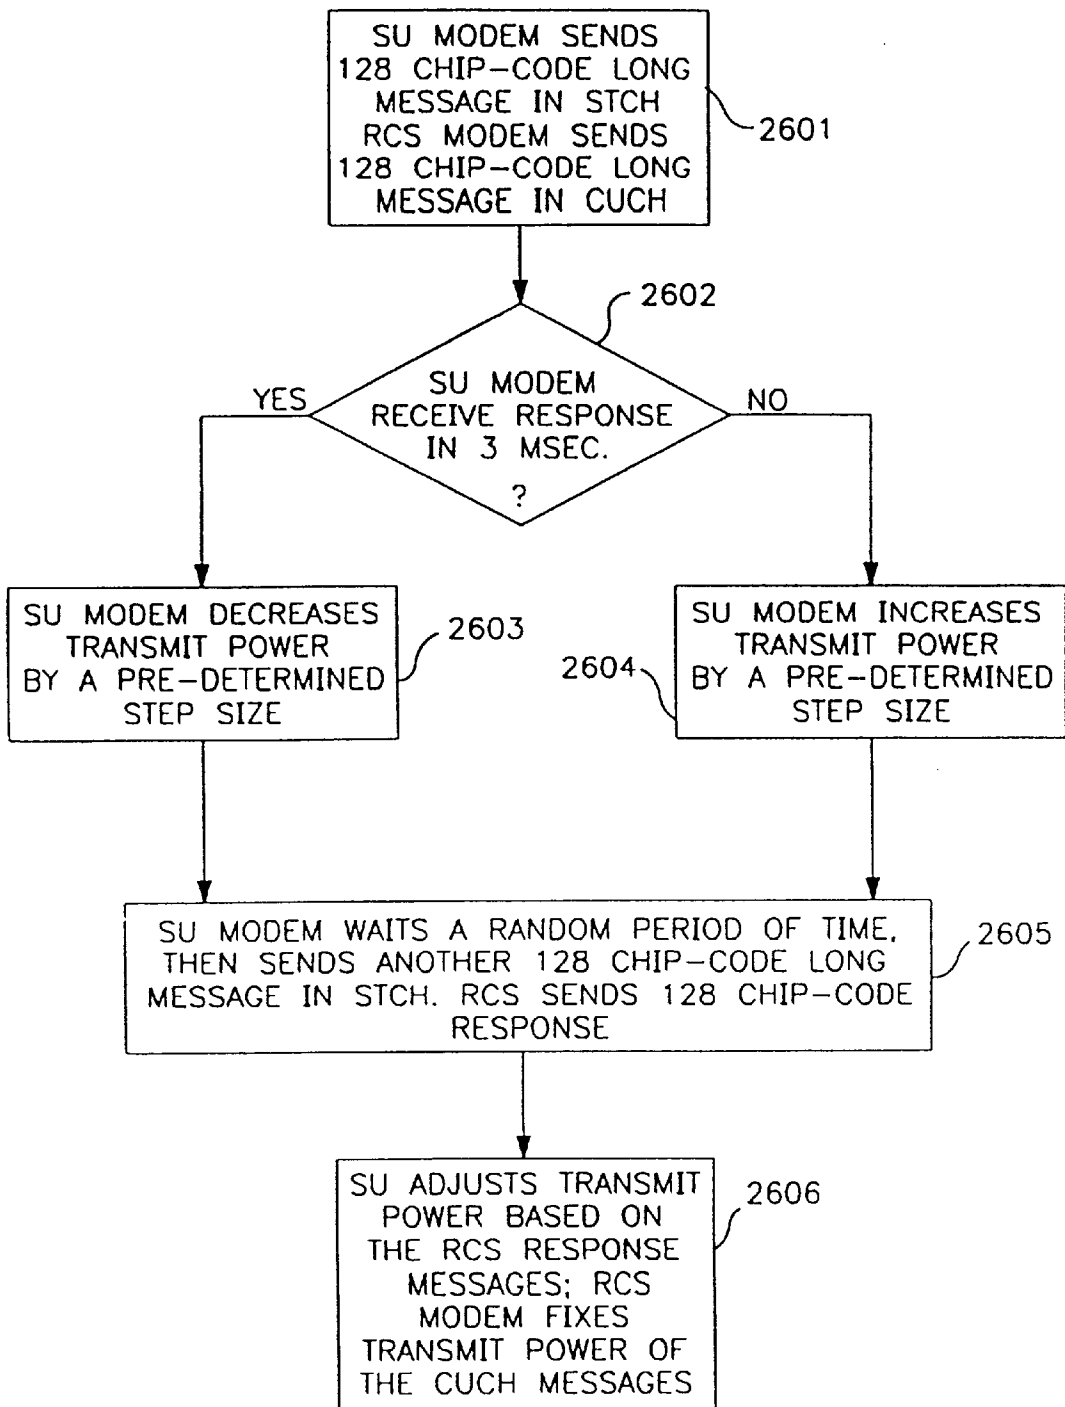 SU MODEM SENDS
128 CHIP-CODE LONG
MESSAGE IN STCH
RCS MODEM SENDS
128 CHIP-CODE LONG
MESSAGE IN CUCH
2601
2602
SU MODEM
RECEIVE RESPONSE
IN 3 MSEC.
?
YES
NO
SU MODEM DECREASES
TRANSMIT POWER
BY A PRE-DETERMINED
STEP SIZE
2603
SU MODEM INCREASES
TRANSMIT POWER
BY A PRE-DETERMINED
STEP SIZE
2604
SU MODEM WAITS A RANDOM PERIOD OF TIME,
THEN SENDS ANOTHER 128 CHIP-CODE LONG
MESSAGE IN STCH. RCS SENDS 128 CHIP-CODE
RESPONSE
2605
SU ADJUSTS TRANSMIT
POWER BASED ON
THE RCS RESPONSE
MESSAGES; RCS
MODEM FIXES
TRANSMIT POWER OF
THE CUCH MESSAGES
2606